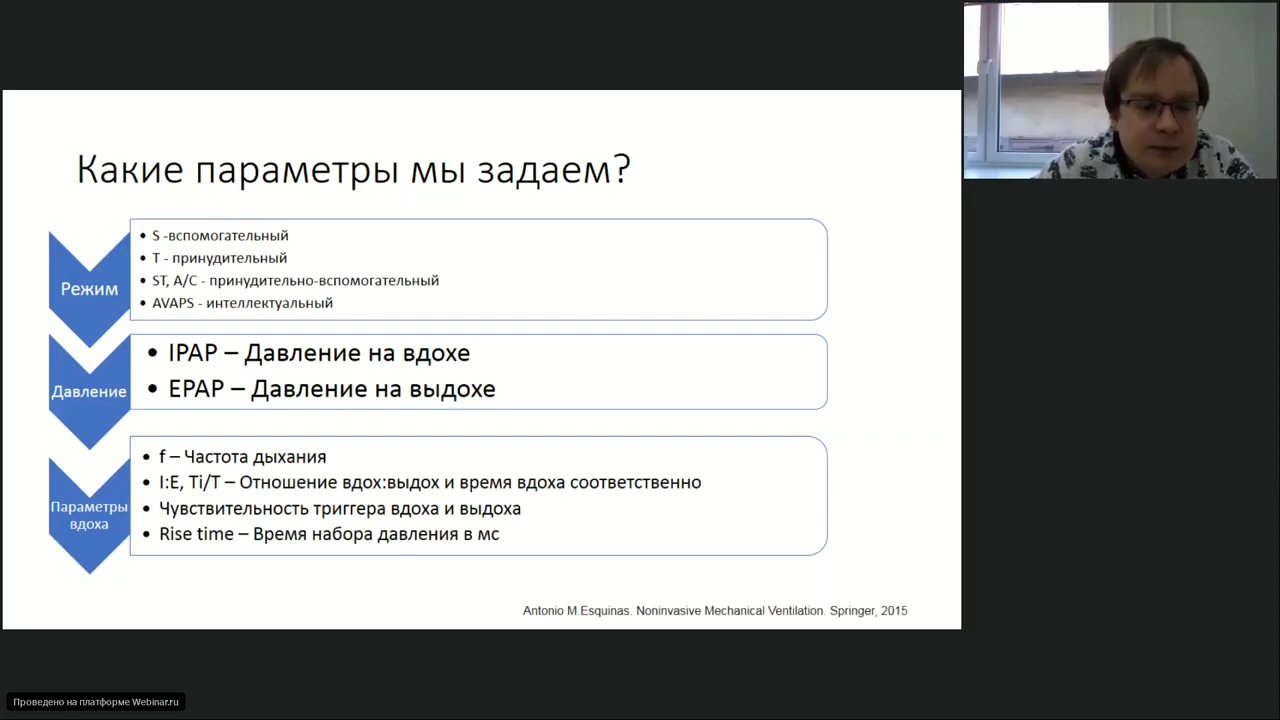 Какие параметры мы задаем?
Режим
• S -вспомогательный
• T - принудительный
• ST, A/C - принудительно-вспомогательный
• AVAPS - интеллектуальный
Давление
• IPAP – Давление на вдохе
• EPAP – Давление на выдохе
Параметры
вдоха
• f – Частота дыхания
• I:E, Ti/T – Отношение вдох:выдох и время вдоха соответственно
• Чувствительность триггера вдоха и выдоха
• Rise time – Время набора давления в мс
Antonio M Esquinas. Noninvasive Mechanical Ventilation. Springer, 2015
Проведено на платформе Webinar.ru